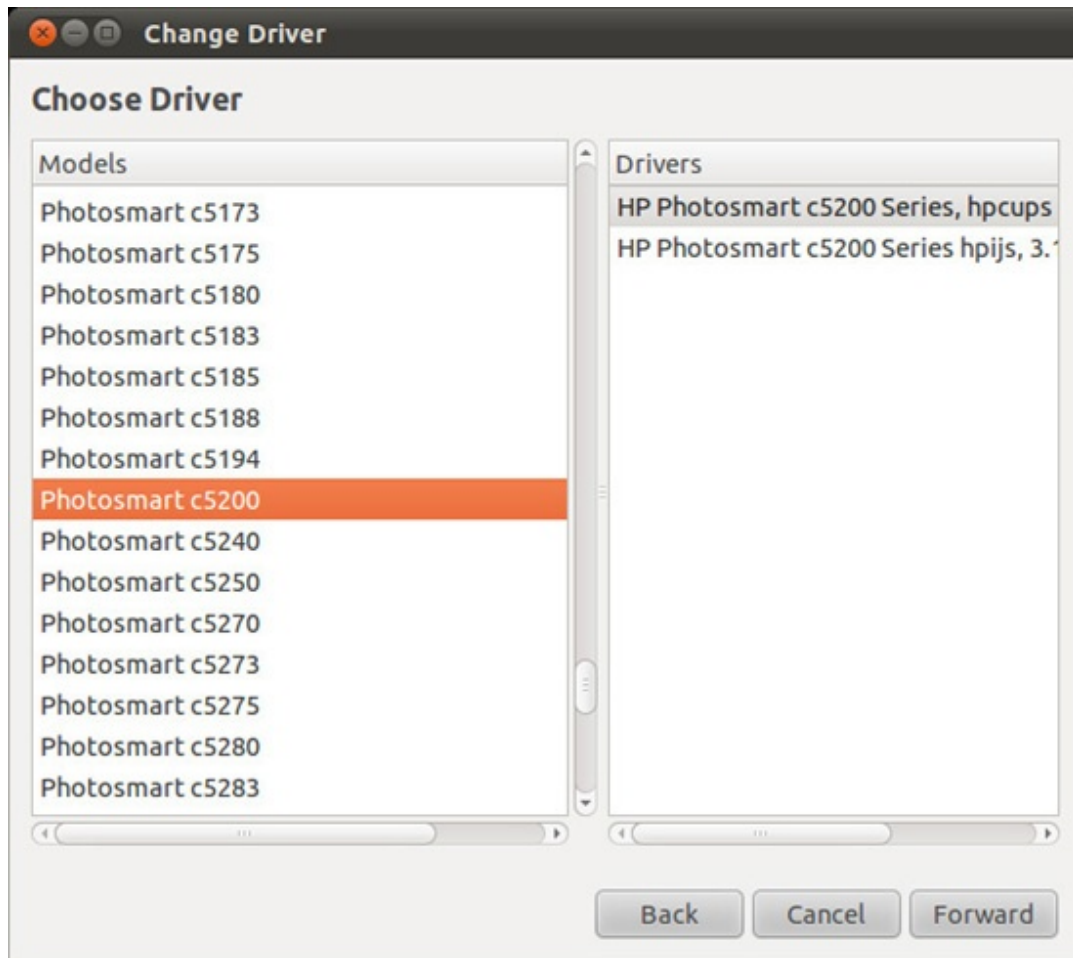 Change Driver
Choose Driver
Models
Photosmart c5173
Photosmart c5175
Photosmart c5180
Photosmart c5183
Photosmart c5185
Photosmart c5188
Photosmart c5194
Photosmart c5200
Photosmart c5240
Photosmart c5250
Photosmart c5270
Photosmart c5273
Photosmart c5275
Photosmart c5280
Photosmart c5283
Drivers
HP Photosmart c5200 Series, hpcups
HP Photosmart c5200 Series hpijs, 3.1
Back Cancel Forward